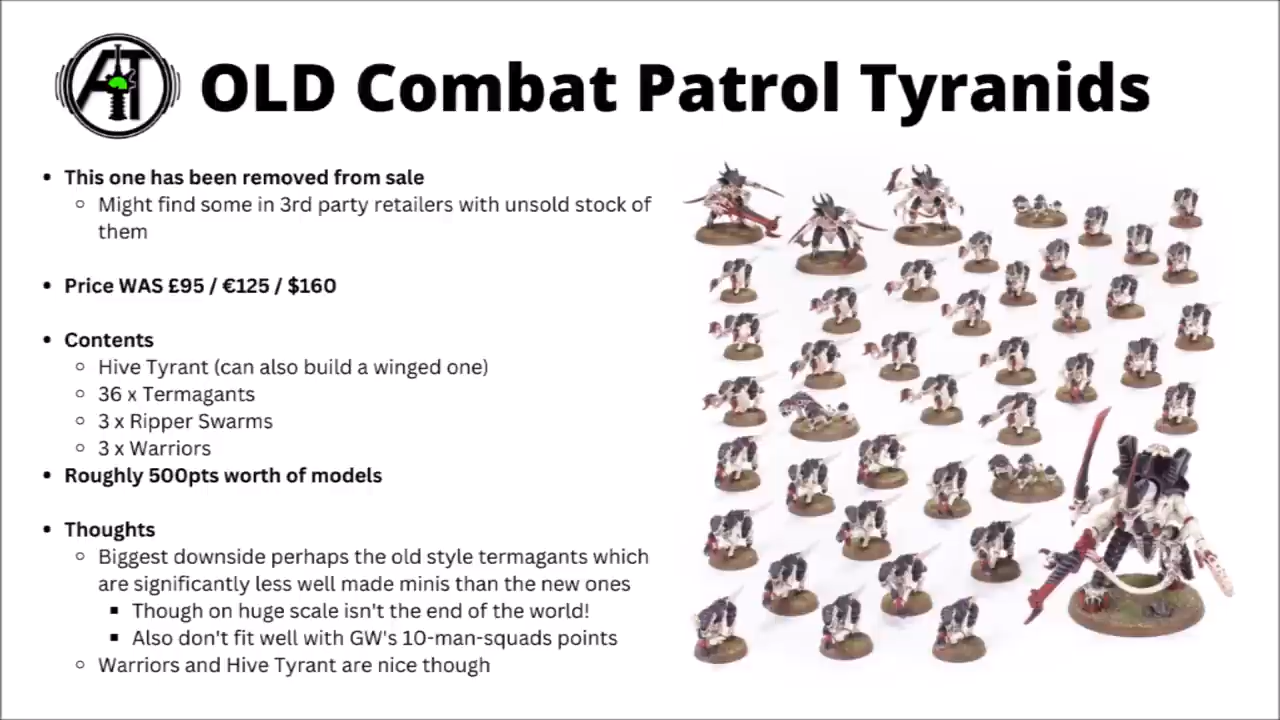 AT
OLD Combat Patrol Tyranids
• This one has been removed from sale
○ Might find some in 3rd party retailers with unsold stock of
them
• Price WAS £95 / €125 / $160
• Contents
○ Hive Tyrant (can also build a winged one)
○ 36 x Termagants
○ 3 x Ripper Swarms
○ 3 x Warriors
• Roughly 500pts worth of models
• Thoughts
○ Biggest downside perhaps the old style termagants which
are significantly less well made minis than the new ones
▪ Though on huge scale isn't the end of the world!
▪ Also don't fit well with GW's 10-man-squads points
○ Warriors and Hive Tyrant are nice though